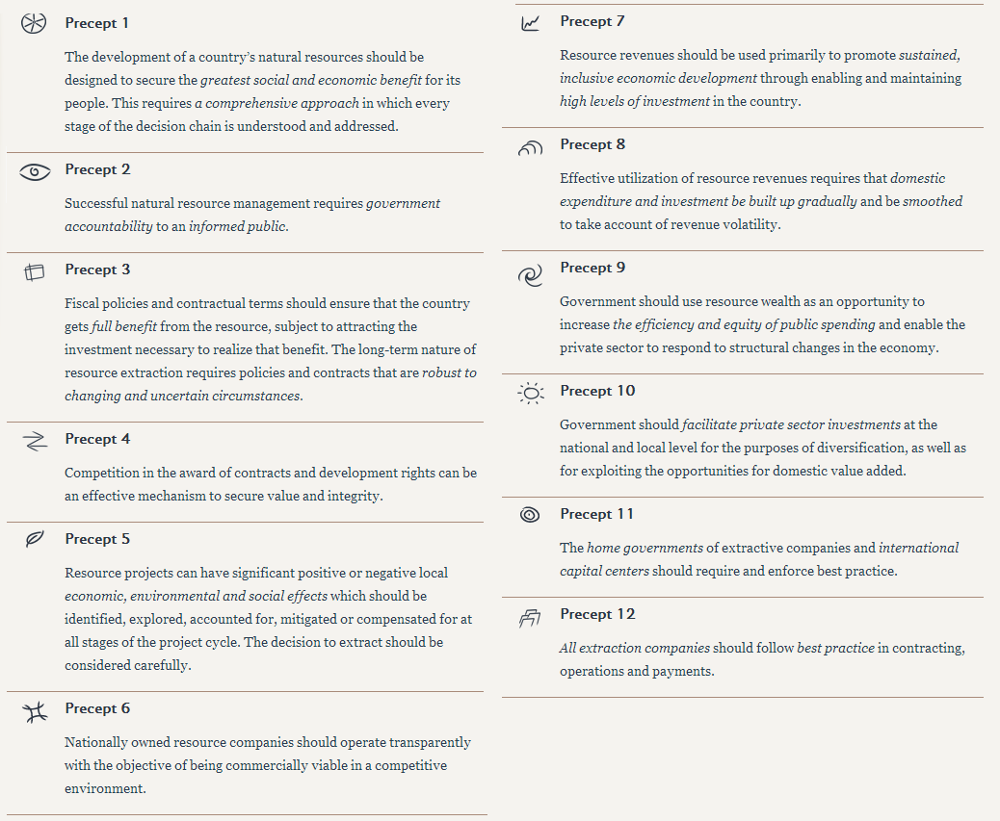 Precept 1
The development of a country’s natural resources should be
designed to secure the greatest social and economic benefit for its
people. This requires a comprehensive approach in which every
stage of the decision chain is understood and addressed.
Precept 2
Successful natural resource management requires government
accountability to an informed public.
Precept 3
Fiscal policies and contractual terms should ensure that the country
gets full benefit from the resource, subject to attracting the
investment necessary to realize that benefit. The long-term nature of
resource extraction requires policies and contracts that are robust to
changing and uncertain circumstances.
Precept 4
Competition in the award of contracts and development rights can be
an effective mechanism to secure value and integrity.
Precept 5
Resource projects can have significant positive or negative local
economic, environmental and social effects which should be
identified, explored, accounted for, mitigated or compensated for at
all stages of the project cycle. The decision to extract should be
considered carefully.
Precept 6
Nationally owned resource companies should operate transparently
with the objective of being commercially viable in a competitive
environment.
Precept 7
Resource revenues should be used primarily to promote sustained,
inclusive economic development through enabling and maintaining
high levels of investment in the country.
Precept 8
Effective utilization of resource revenues requires that domestic
expenditure and investment be built up gradually and be smoothed
to take account of revenue volatility.
Precept 9
Government should use resource wealth as an opportunity to
increase the efficiency and equity of public spending and enable the
private sector to respond to structural changes in the economy.
Precept 10
Government should facilitate private sector investments at the
national and local level for the purposes of diversification, as well as
for exploiting the opportunities for domestic value added.
Precept 11
The home governments of extractive companies and international
capital centers should require and enforce best practice.
Precept 12
All extraction companies should follow best practice in contracting,
operations and payments.